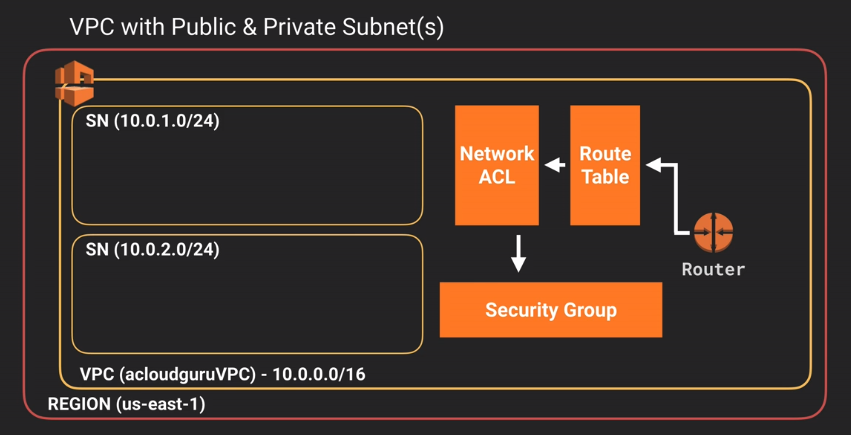 VPC with Public & Private Subnet(s)
SN (10.0.1.0/24)
Network
ACL
Route
Table
Router
SN (10.0.2.0/24)
Security Group
VPC (acloudguruVPC) - 10.0.0.0/16
REGION (us-east-1)